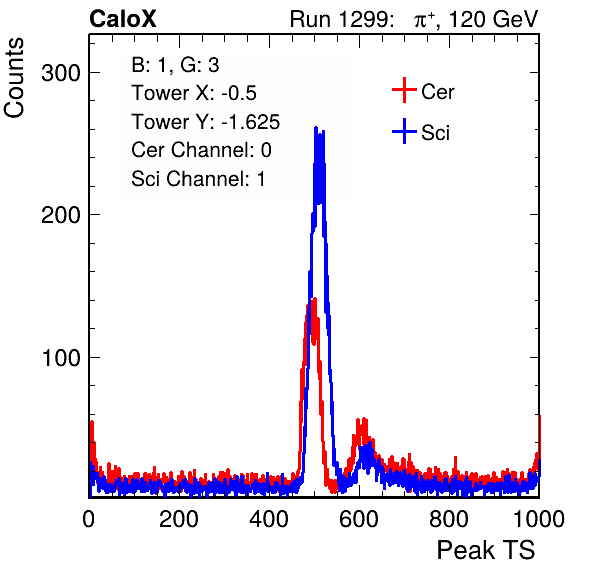 CaloX Run 1299: π⁺, 120 GeV
Counts
B: 1, G: 3
Tower X: -0.5
Tower Y: -1.625
Cer Channel: 0
Sci Channel: 1
Cer
Sci
300
200
100
0 200 400 600 800 1000
Peak TS